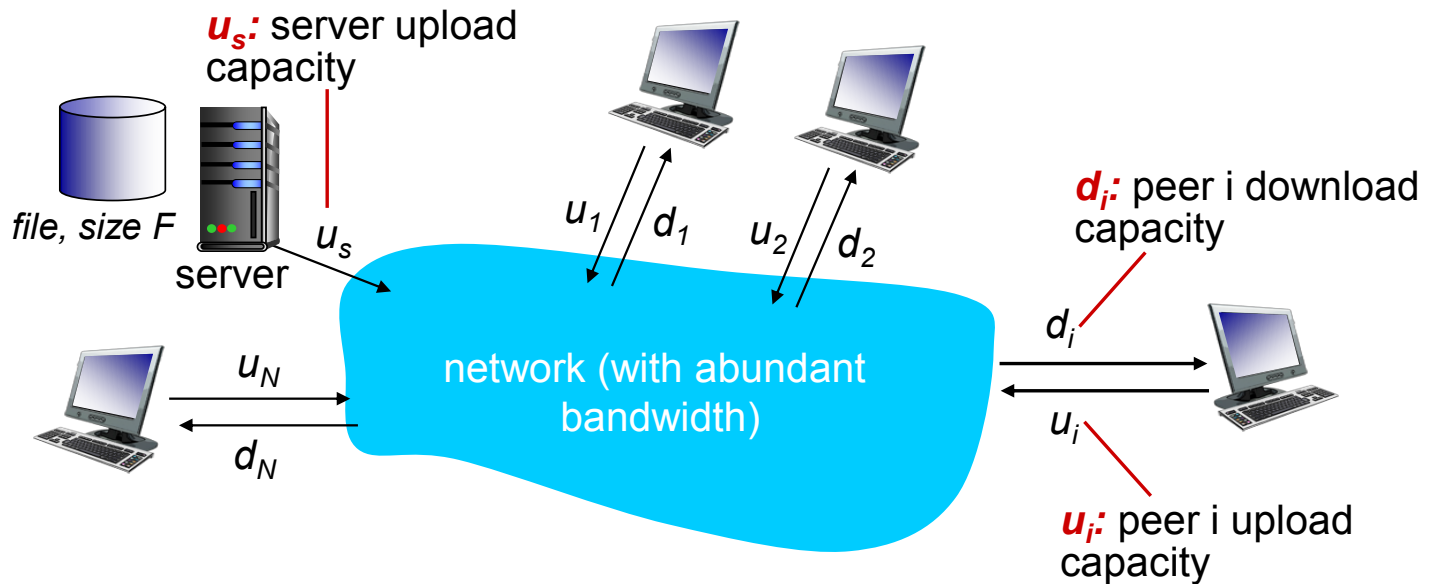 u_s: server upload
capacity
file, size F
server
u_s
u_1
d_1
u_2
d_2
d_i: peer i download
capacity
d_i
u_i
u_i: peer i upload
capacity
network (with abundant
bandwidth)
u_N
d_N